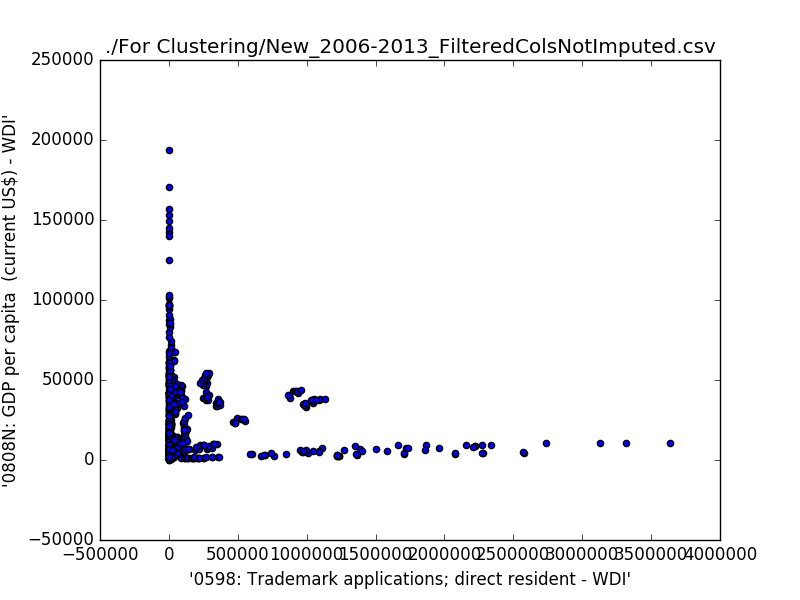 ./For Clustering/New_2006-2013_FilteredColsNotImputed.csv
250000
200000
150000
100000
50000
0
−50000
'0808N: GDP per capita  (current US$) - WDI'
−500000 0 500000 1000000 1500000 2000000 2500000 3000000 3500000 4000000
'0598: Trademark applications; direct resident - WDI'